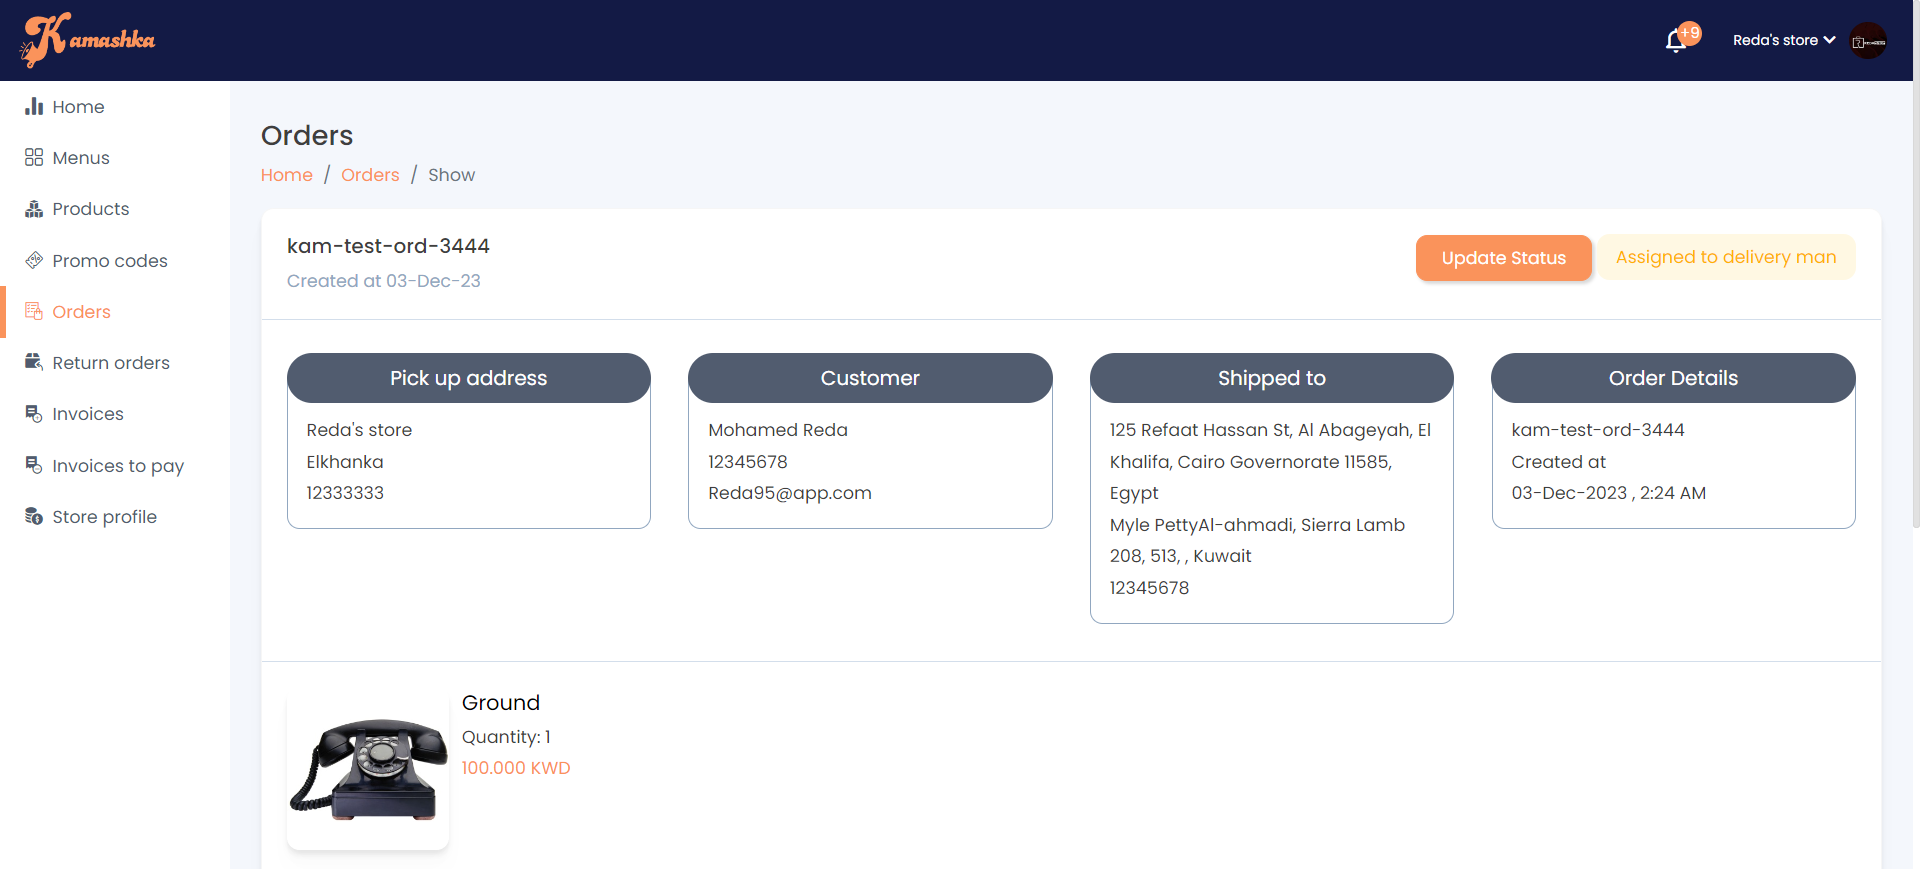 Kamashka
+9
Reda's store
Home
Menus
Products
Promo codes
Orders
Return orders
Invoices
Invoices to pay
Store profile
Orders
Home / Orders / Show
kam-test-ord-3444
Created at 03-Dec-23
Update Status
Assigned to delivery man
Pick up address
Reda's store
Elkhanka
12333333
Customer
Mohamed Reda
12345678
Reda95@app.com
Shipped to
125 Refaat Hassan St, Al Abageyah, El
Khalifa, Cairo Governorate 11585,
Egypt
Myle PettyAl-ahmadi, Sierra Lamb
208, 513, , Kuwait
12345678
Order Details
kam-test-ord-3444
Created at
03-Dec-2023 , 2:24 AM
Ground
Quantity: 1
100.000 KWD